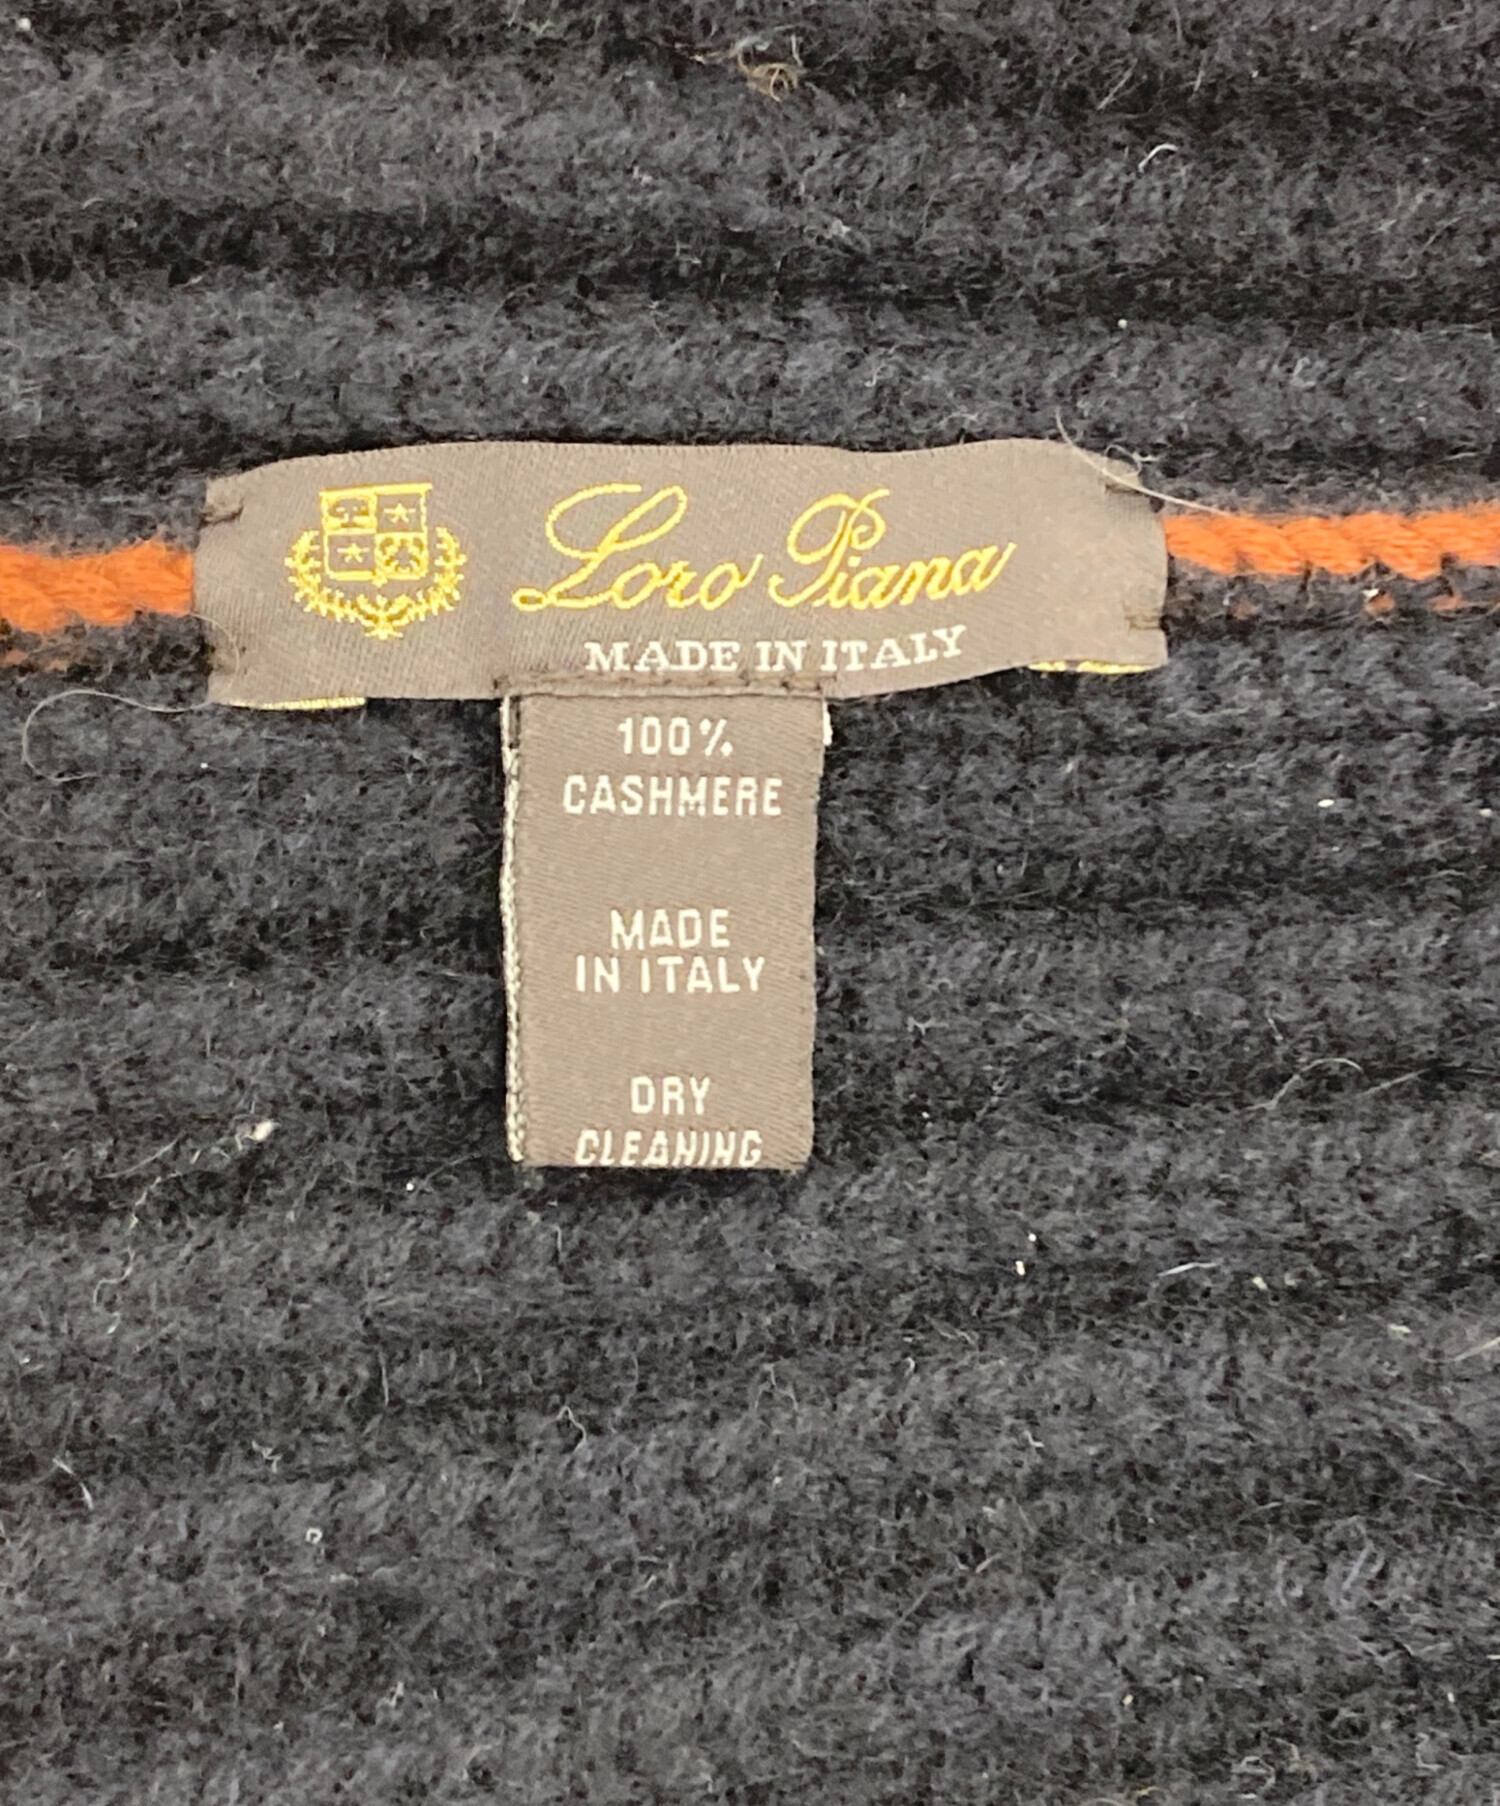 Loro Piana
MADE IN ITALY
100%
CASHMERE
MADE
IN ITALY
DRY
CLEANING